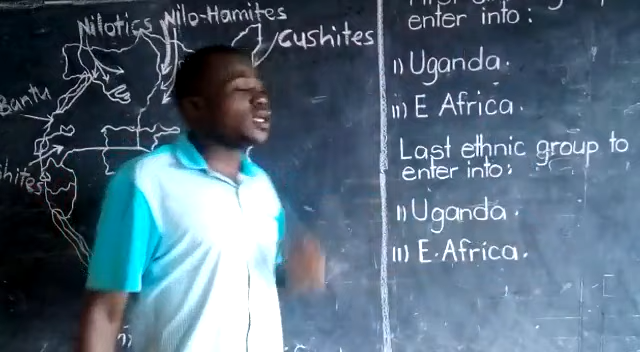 Nilotics
Nilo-Hamites
Cushites
Bantu
hites
enter into:
i) Uganda.
ii) E Africa.
Last ethnic group to
enter into:
i) Uganda.
ii) E.Africa.